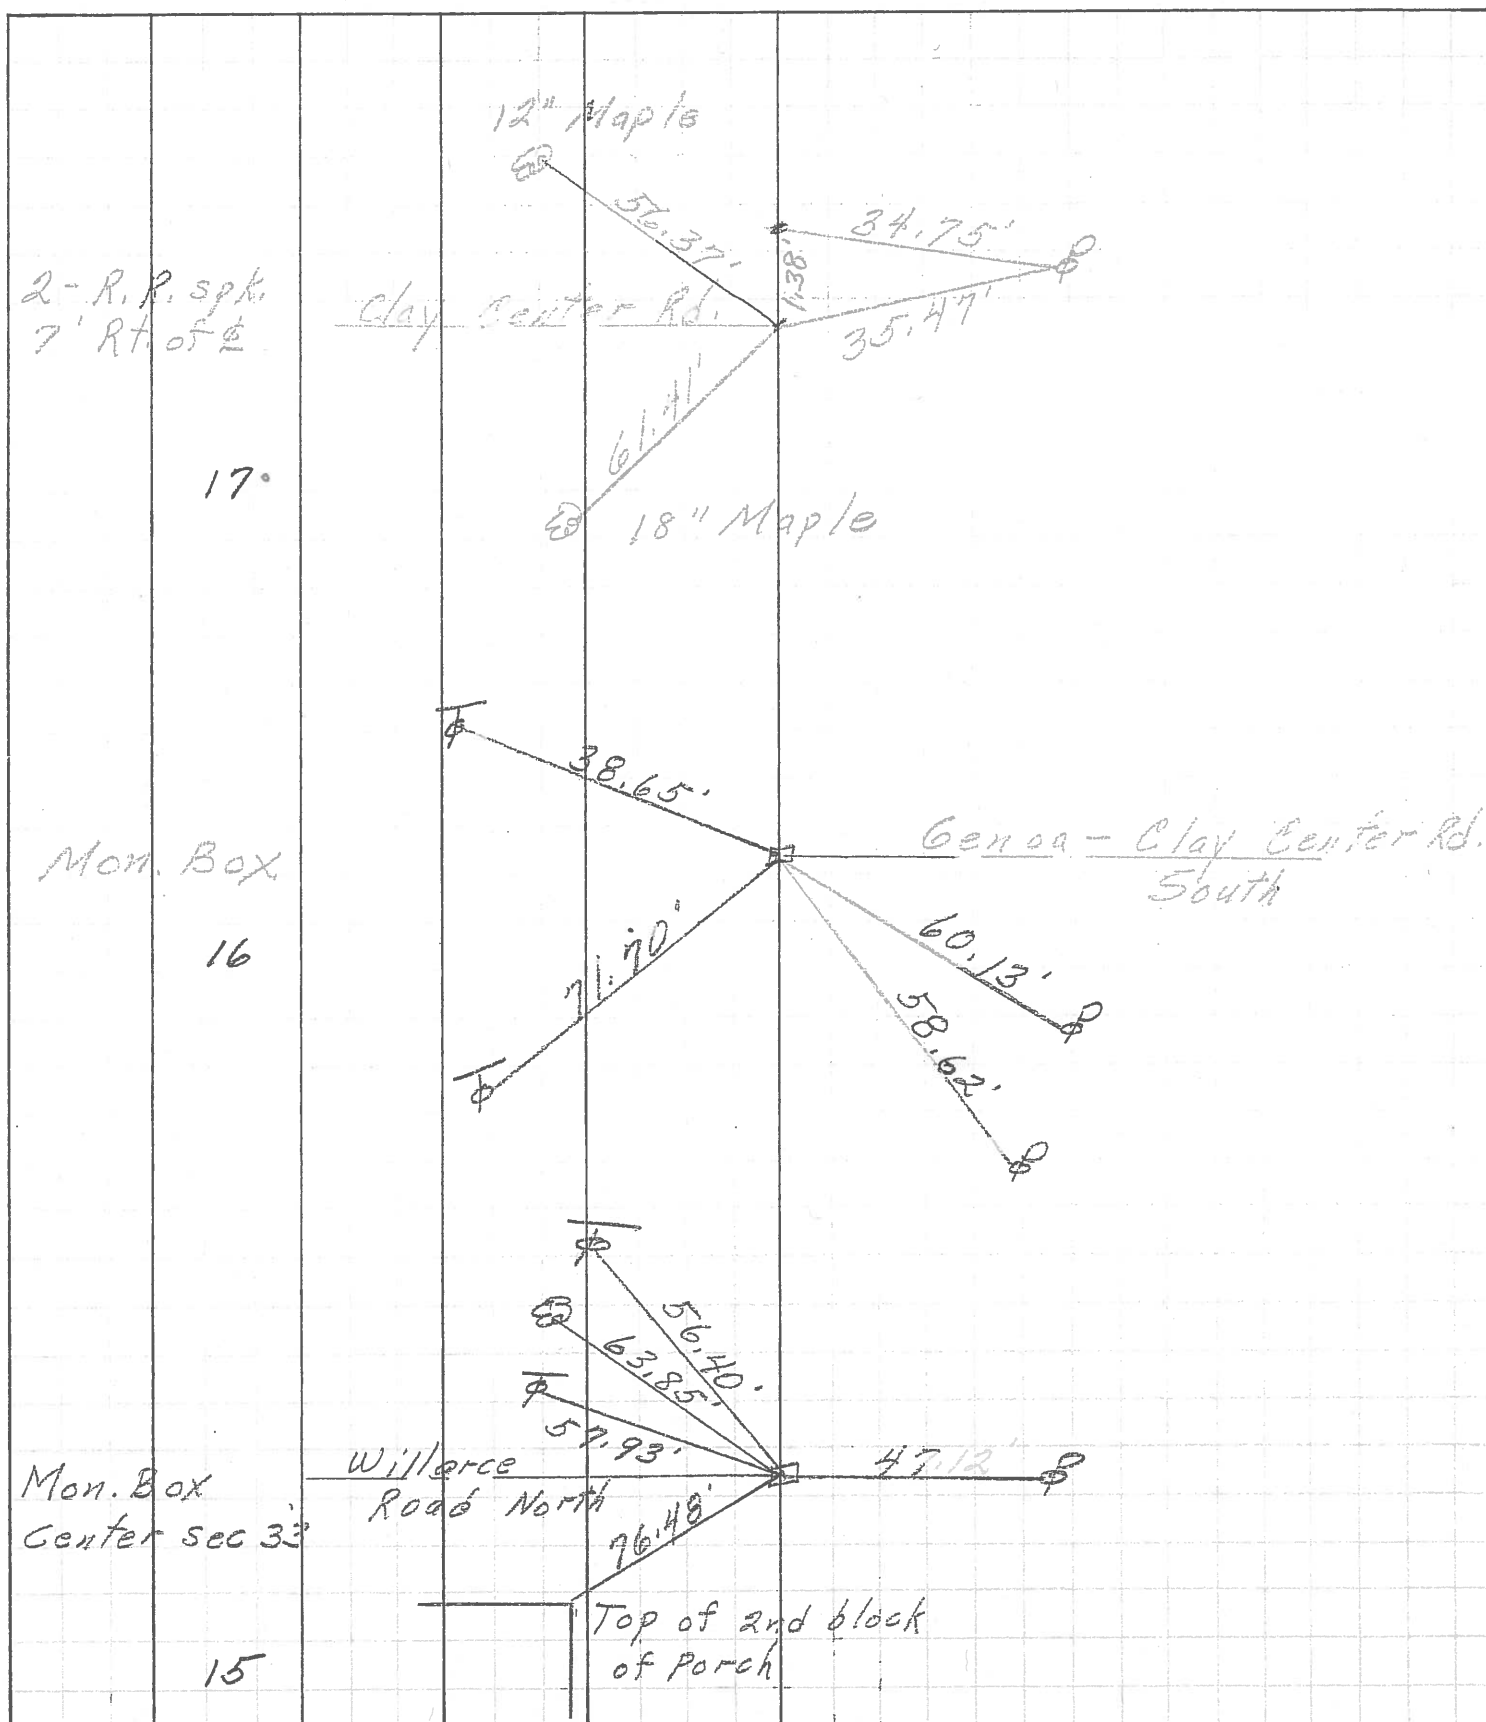 12" Maple
56.37'
34.75'
1.38'
2 - R.R. spk.
7' Rt. of ℄
Clay Center Rd.
35.47'
61.71'
17
18" Maple
38.65'
Mon. Box
Genoa - Clay Center Rd.
South
71.70'
60.13'
16
58.62'
56.40'
63.85'
57.93'
47.12'
Mon. Box
Center Sec 33
Road North
76.48'
Top of 2nd block
of Porch
15